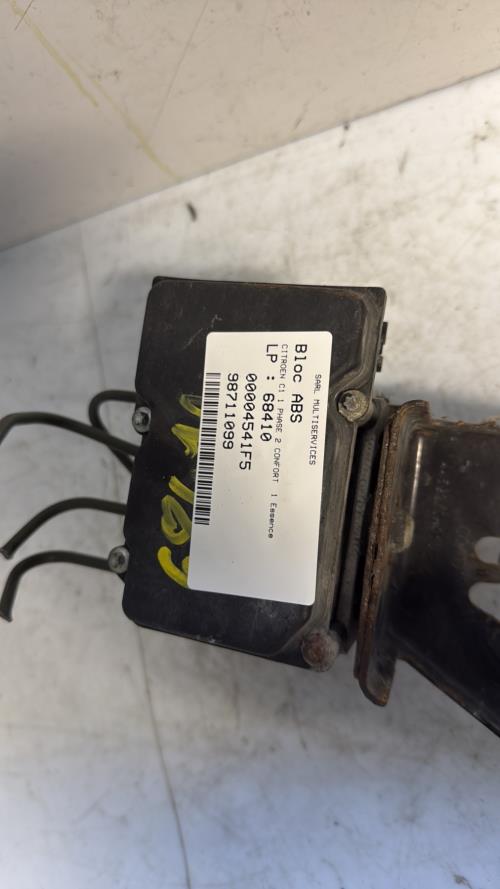 SARL MULTISERVICES
Bloc ABS
CITROEN C1 1 PHASE 2 CONFORT 1 Essence
LP : 68410
00004541F5
98711099